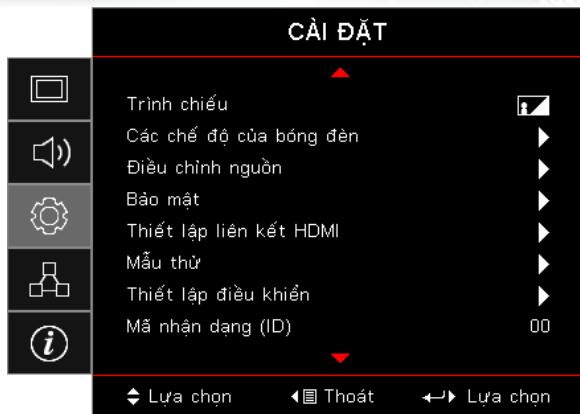 CÀI ĐẶT
Trình chiếu
Các chế độ của bóng đèn
Điều chỉnh nguồn
Bảo mật
Thiết lập liên kết HDMI
Mẫu thử
Thiết lập điều khiển
Mã nhận dạng (ID) 00
Lựa chọn Thoát Lựa chọn